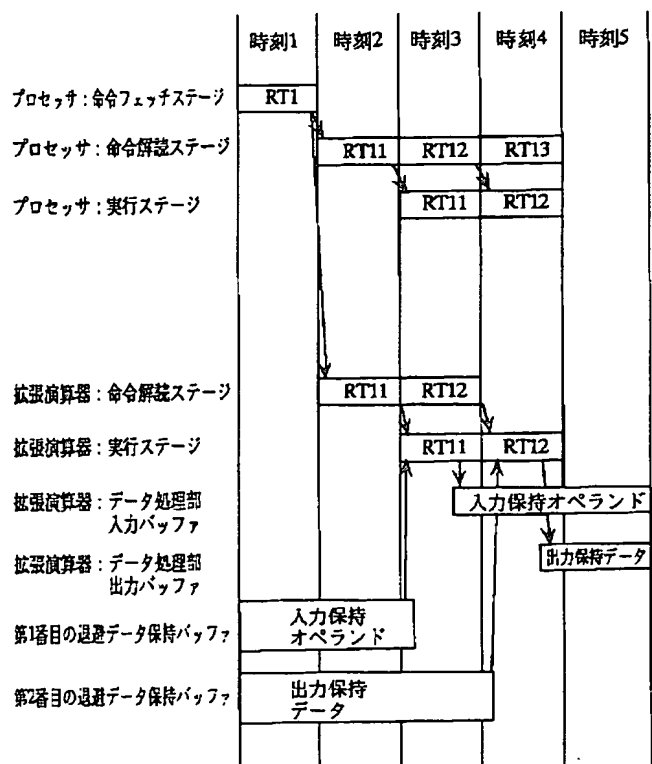 時刻1 時刻2 時刻3 時刻4 時刻5
プロセッサ:命令フェッチステージ RT1
プロセッサ:命令解読ステージ RT11 RT12 RT13
プロセッサ:実行ステージ RT11 RT12
拡張演算器:命令解読ステージ RT11 RT12
拡張演算器:実行ステージ RT11 RT12
拡張演算器:データ処理部
入力バッファ
入力保持オペランド
拡張演算器:データ処理部
出力バッファ
出力保持データ
第1番目の退避データ保持バッファ
入力保持
オペランド
第2番目の退避データ保持バッファ
出力保持
データ